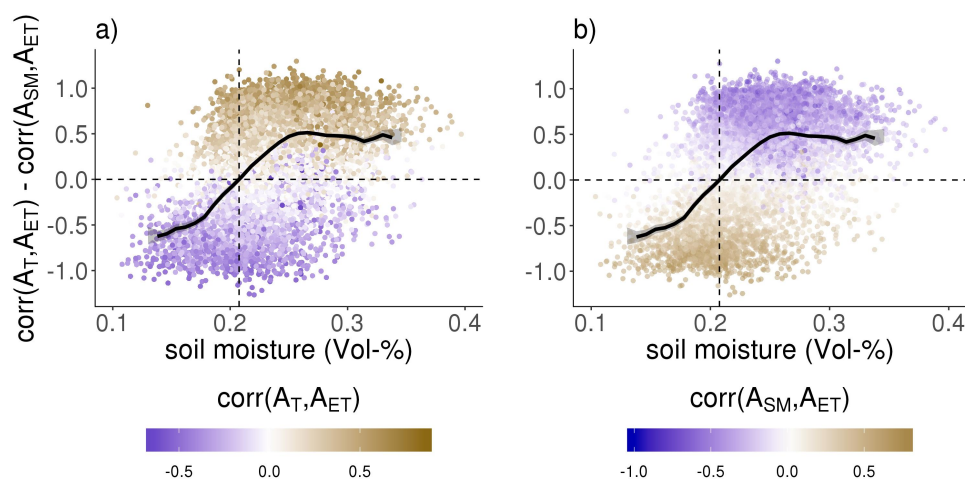 a) b)
corr(A_T,A_ET) - corr(A_SM,A_ET)
1.0 1.0
0.5 0.5
0.0 0.0
-0.5 -0.5
-1.0 -1.0
0.1 0.2 0.3 0.4 0.1 0.2 0.3 0.4
soil moisture (Vol-%) soil moisture (Vol-%)
corr(A_T,A_ET) corr(A_SM,A_ET)
-0.5 0.0 0.5 -1.0 -0.5 0.0 0.5